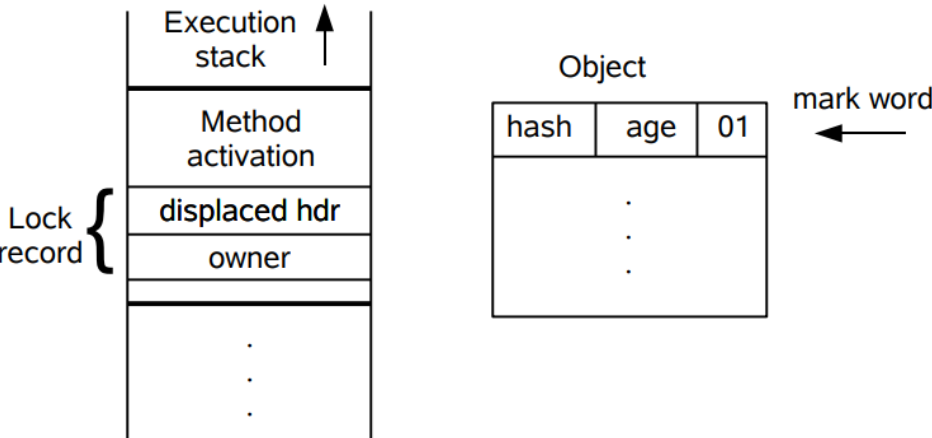 Execution
stack
Method
activation
Lock
record
displaced hdr
owner
.
.
.
Object
mark word
hash age 01
.
.
.